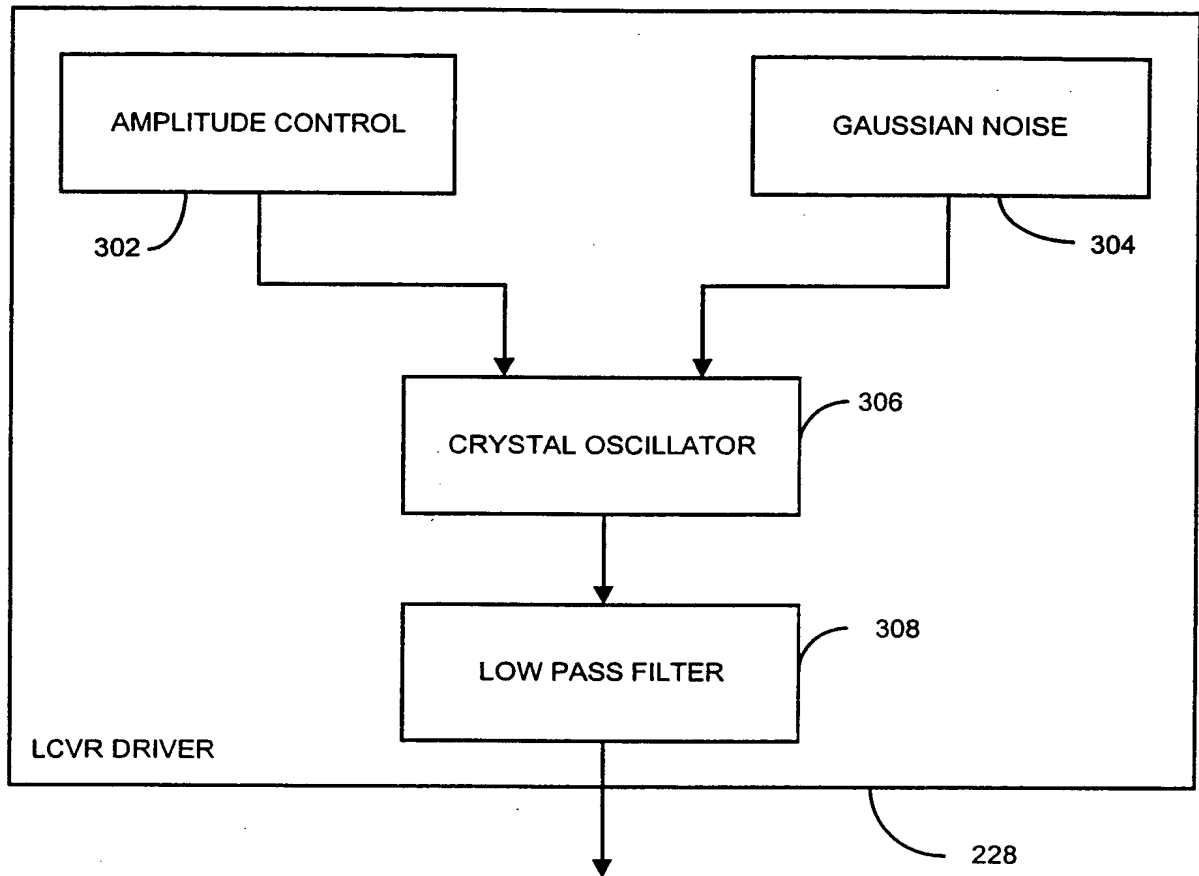 AMPLITUDE CONTROL
GAUSSIAN NOISE
302
304
306
CRYSTAL OSCILLATOR
308
LOW PASS FILTER
LCVR DRIVER
228